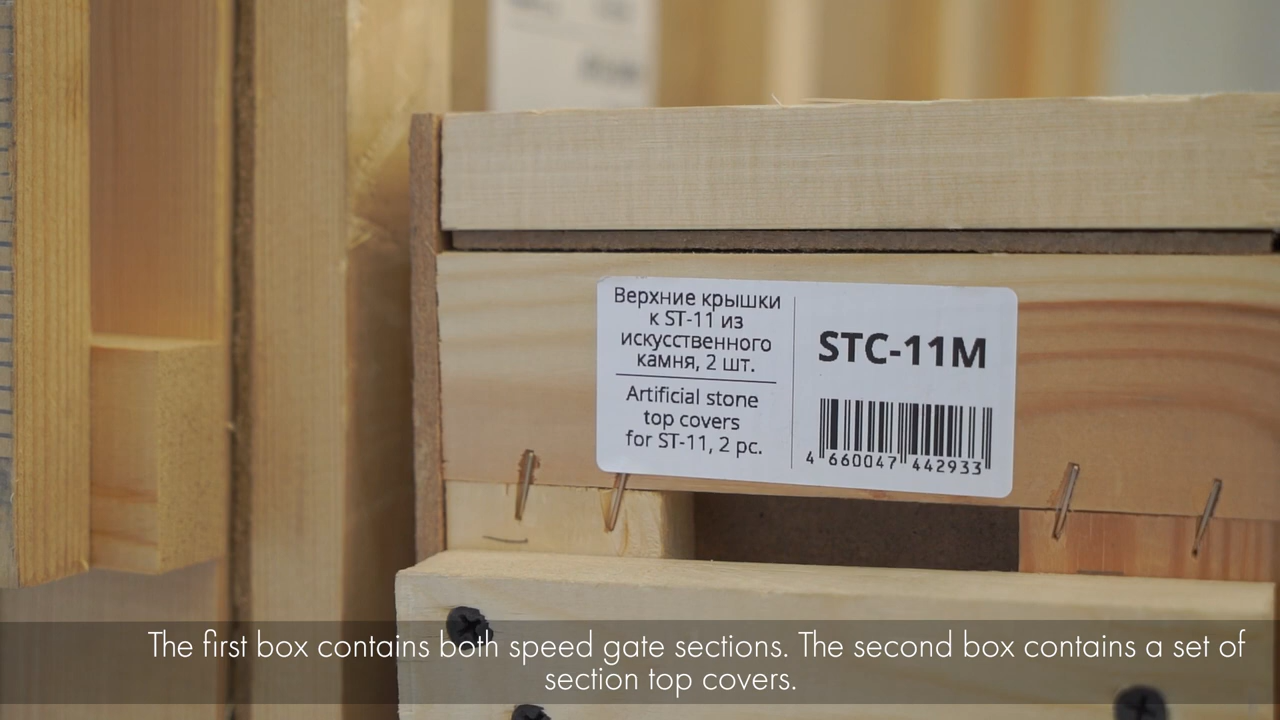 Верхние крышки
к ST-11 из
искусственного
камня, 2 шт.
Artificial stone
top covers
for ST-11, 2 pc.
STC-11M
4 660047 442933
The first box contains both speed gate sections. The second box contains a set of
section top covers.